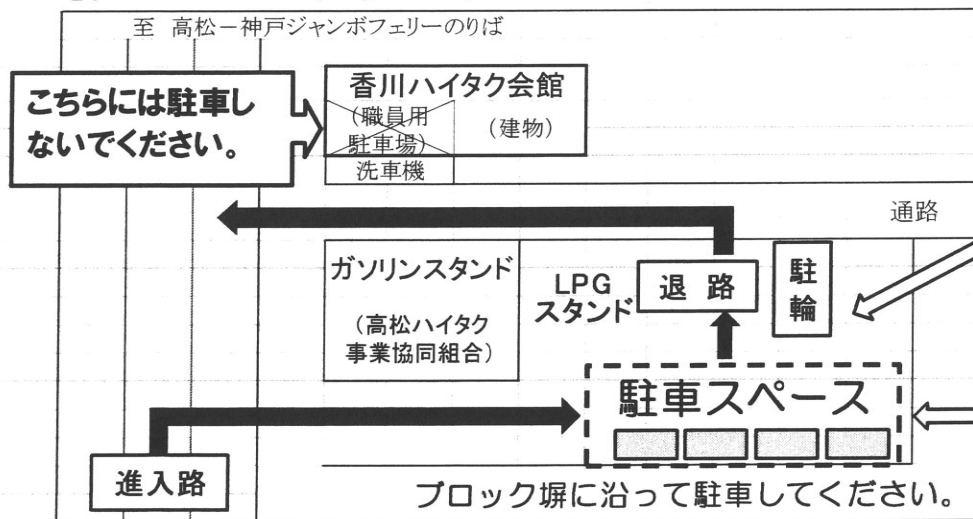 至 高松－神戸ジャンボフェリーのりば
こちらには駐車し
ないでください。
香川ハイタク会館
(職員用
駐車場)
(建物)
洗車機
通路
ガソリンスタンド
(高松ハイタク
事業協同組合)
LPG
スタンド
退路
駐
輪
駐車スペース
進入路
ブロック塀に沿って駐車してください。